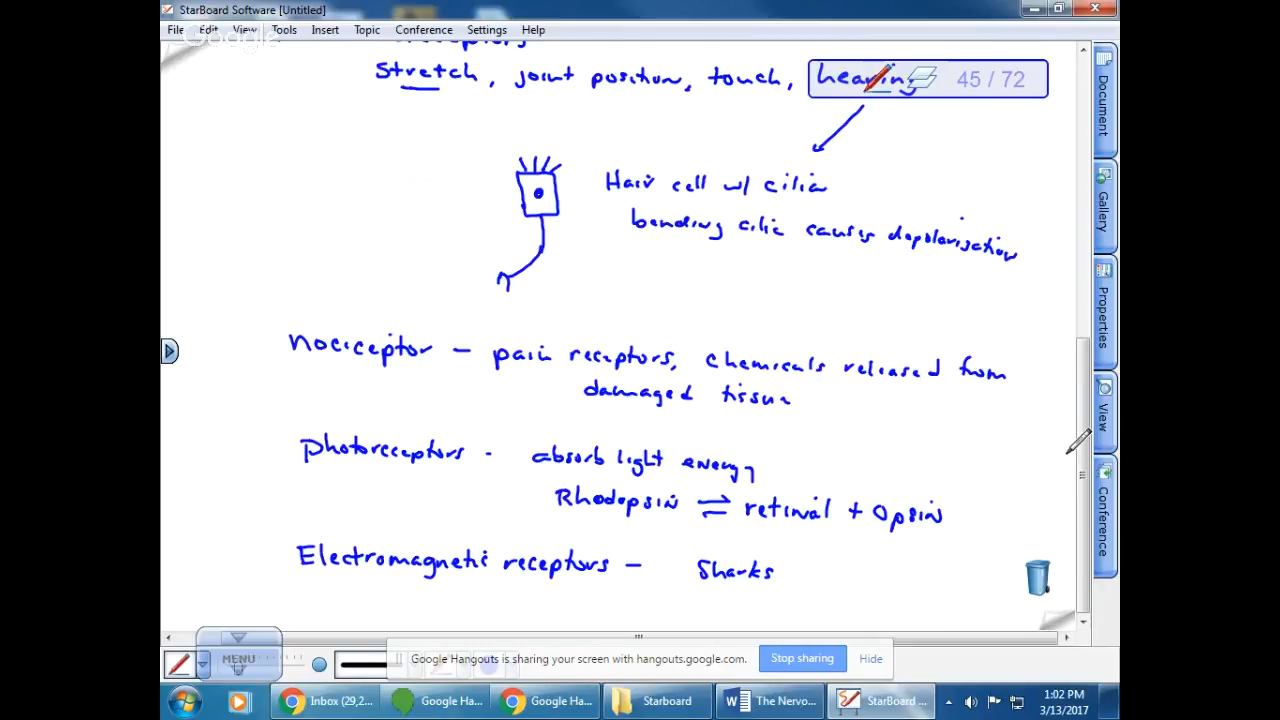 StarBoard Software [Untitled]
File Edit View Tools Insert Topic Conference Settings Help
Google
Stretch, joint position, touch, hearing
45 / 72
Hair cell w/ cilia
bending cilia causes depolarisation
Nociceptor – pain receptors, chemicals released from
damaged tissue
Photoreceptors - absorb light energy
Rhodopsin ⇌ retinal + opsin
Electromagnetic receptors – Sharks
Document
Gallery
Properties
View
Conference
MENU
Google Hangouts is sharing your screen with hangouts.google.com. Stop sharing Hide
Inbox (29,2... Google Ha... Google Ha... Starboard The Nervo... StarBoard ...
1:02 PM
3/13/2017